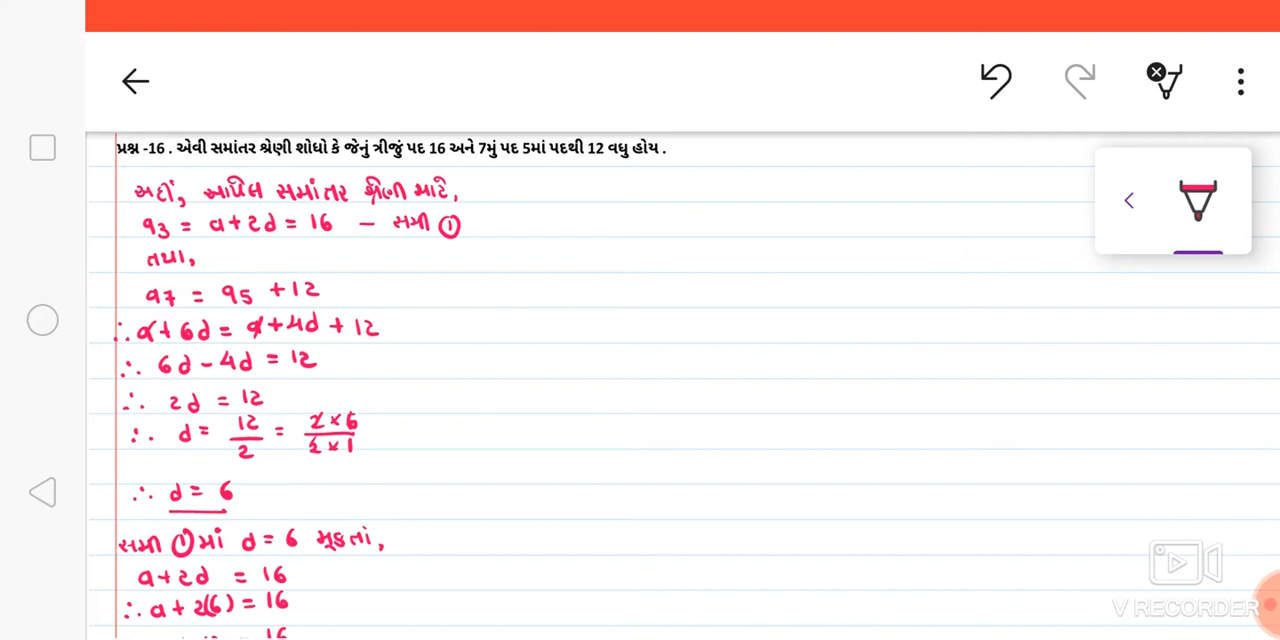 પ્રશ્ન -16 . એવી સમાંતર શ્રેણી શોધો કે જેનું ત્રીજું પદ 16 અને 7મું પદ 5માં પદથી 12 વધુ હોય .
અહીં, આપેલ સમાંતર શ્રેણી માટે,
a3 = a+2d = 16 – સમી ①
તથા,
a7 = a5 +12
∴ a+ 6d = a+4d + 12
∴ 6d - 4d = 12
∴ 2d = 12
∴ d = 12/2 = 2×6/2×1
∴ d = 6
સમી ①માં d = 6 મૂકતાં,
a+2d = 16
∴ a + 2(6) = 16
= 16
V RECORDER